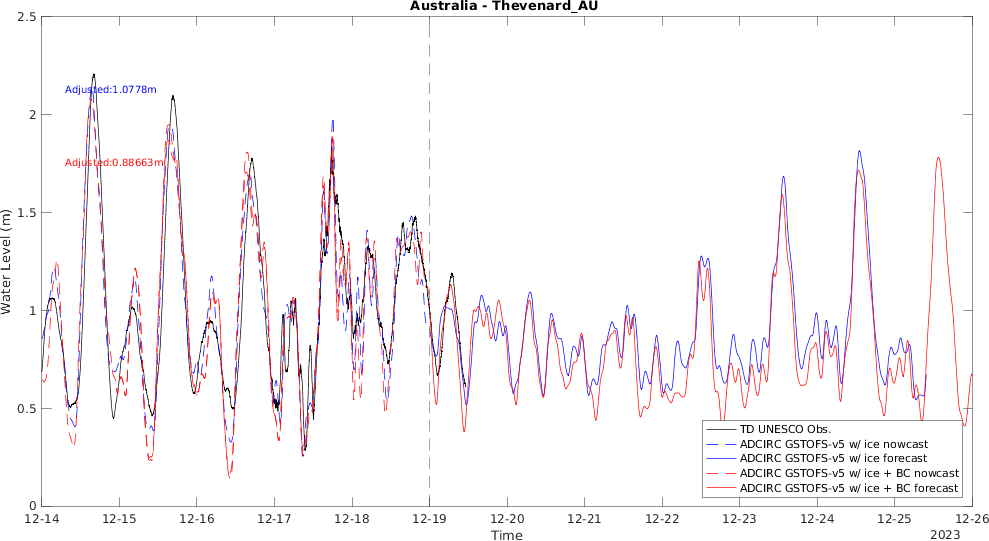 Australia - Thevenard_AU
2.5
2
1.5
1
0.5
0
Water Level (m)
Adjusted:1.0778m
Adjusted:0.88663m
TD UNESCO Obs.
ADCIRC GSTOFS-v5 w/ ice nowcast
ADCIRC GSTOFS-v5 w/ ice forecast
ADCIRC GSTOFS-v5 w/ ice + BC nowcast
ADCIRC GSTOFS-v5 w/ ice + BC forecast
12-14 12-15 12-16 12-17 12-18 12-19 12-20 12-21 12-22 12-23 12-24 12-25 12-26
Time
2023